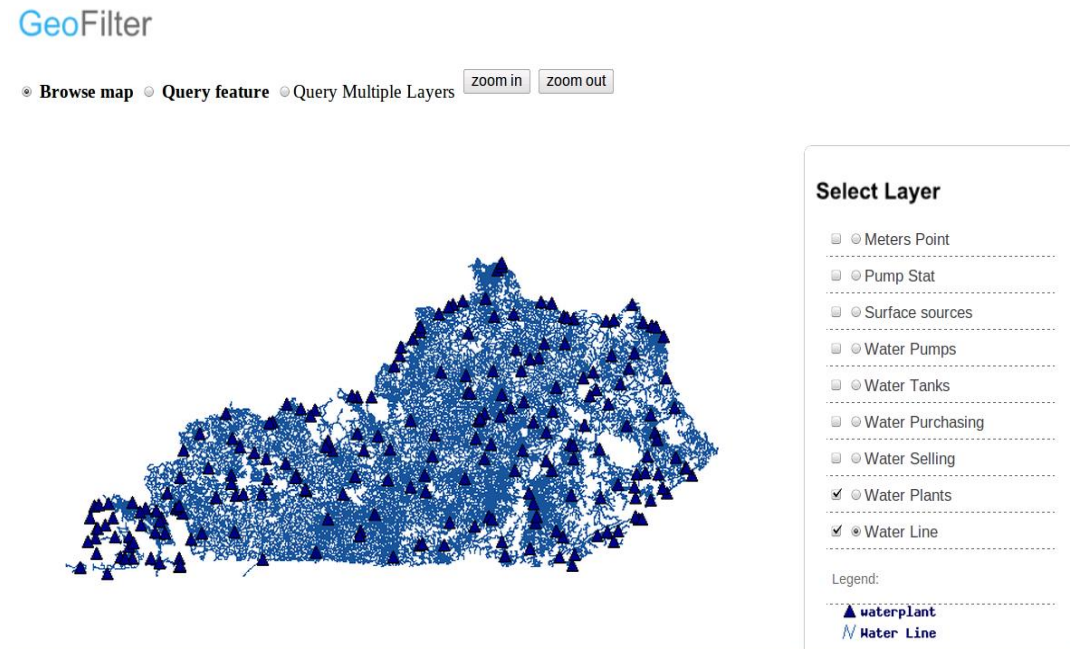 GeoFilter
Browse map Query feature Query Multiple Layers zoom in zoom out
Select Layer
Meters Point
Pump Stat
Surface sources
Water Pumps
Water Tanks
Water Purchasing
Water Selling
Water Plants
Water Line
Legend:
waterplant
Water Line